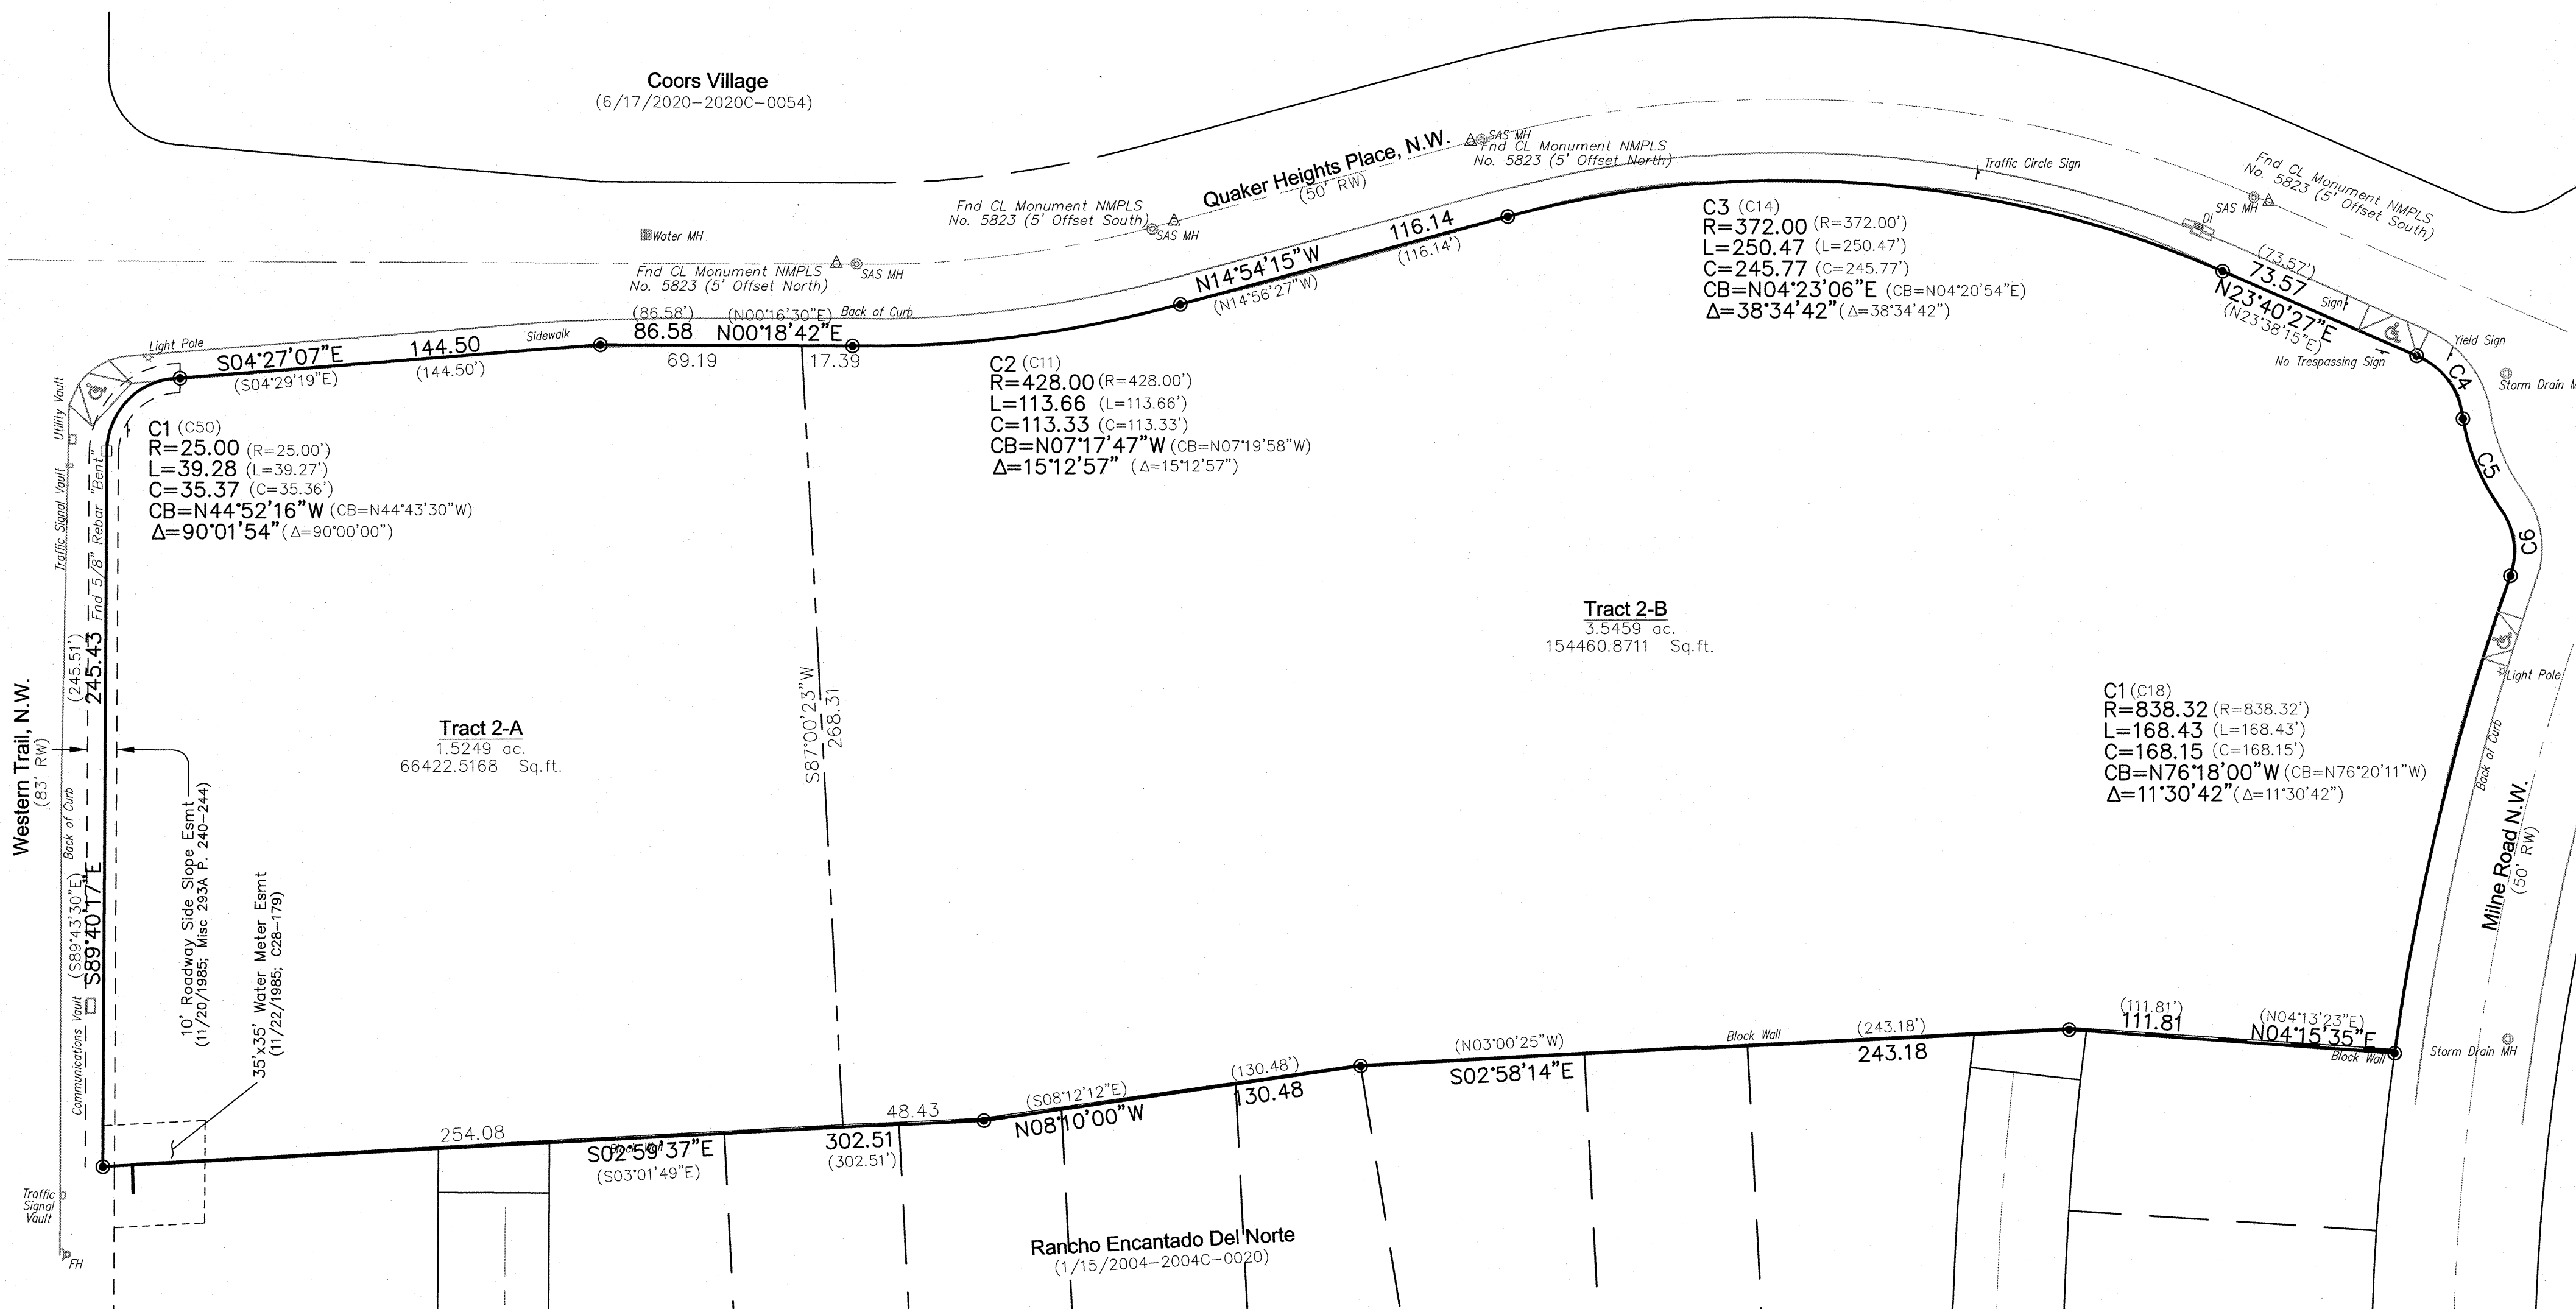 Coors Village
(6/17/2020-2020C-0054)
Quaker Heights Place, N.W.
(50' RW)
SAS MH
Fnd CL Monument NMPLS
No. 5823 (5' Offset North)
Traffic Circle Sign
Fnd CL Monument NMPLS
No. 5823 (5' Offset South)
SAS MH
DI
Fnd CL Monument NMPLS
No. 5823 (5' Offset South)
SAS MH
Water MH
Fnd CL Monument NMPLS
No. 5823 (5' Offset North)
SAS MH
Light Pole
S04°27'07"E 144.50
(S04°29'19"E) (144.50')
Sidewalk
(86.58') (N00°16'30"E) Back of Curb
86.58 N00°18'42"E
69.19 17.39
N14°54'15"W 116.14
(N14°56'27"W) (116.14')
(73.57')
73.57
N23°40'27"E
(N23°38'15"E)
Sign
Yield Sign
No Trespassing Sign
Storm Drain M
C4
C5
C6
C1 (C50)
R=25.00 (R=25.00')
L=39.28 (L=39.27')
C=35.37 (C=35.36')
CB=N44°52'16"W (CB=N44°43'30"W)
Δ=90°01'54" (Δ=90°00'00")
C2 (C11)
R=428.00 (R=428.00')
L=113.66 (L=113.66')
C=113.33 (C=113.33')
CB=N07°17'47"W (CB=N07°19'58"W)
Δ=15°12'57" (Δ=15°12'57")
C3 (C14)
R=372.00 (R=372.00')
L=250.47 (L=250.47')
C=245.77 (C=245.77')
CB=N04°23'06"E (CB=N04°20'54"E)
Δ=38°34'42" (Δ=38°34'42")
Utility Vault
Traffic Signal Vault
Fnd 5/8" Rebar "Bent"
(245.51')
245.43
Western Trail, N.W.
(83' RW)
Back of Curb
(S89°43'30"E)
S89°40'17"E
Communications Vault
Traffic
Signal
Vault
FH
10' Roadway Side Slope Esmt
(11/20/1985; Misc 293A P. 240-244)
35'x35' Water Meter Esmt
(11/22/1985; C28-179)
Tract 2-A
1.5249 ac.
66422.5168 Sq.ft.
S87°00'23"W
268.31
Tract 2-B
3.5459 ac.
154460.8711 Sq.ft.
C1 (C18)
R=838.32 (R=838.32')
L=168.43 (L=168.43')
C=168.15 (C=168.15')
CB=N76°18'00"W (CB=N76°20'11"W)
Δ=11°30'42" (Δ=11°30'42")
Light Pole
Back of Curb
Milne Road N.W.
(50' RW)
254.08
Block Wall
S02°59'37"E
(S03°01'49"E)
48.43
302.51
(302.51')
(S08°12'12"E) (130.48')
N08°10'00"W 130.48
(N03°00'25"W) Block Wall (243.18')
S02°58'14"E 243.18
(111.81') (N04°13'23"E)
111.81 N04°15'35"E
Block Wall
Storm Drain MH
Rancho Encantado Del Norte
(1/15/2004-2004C-0020)